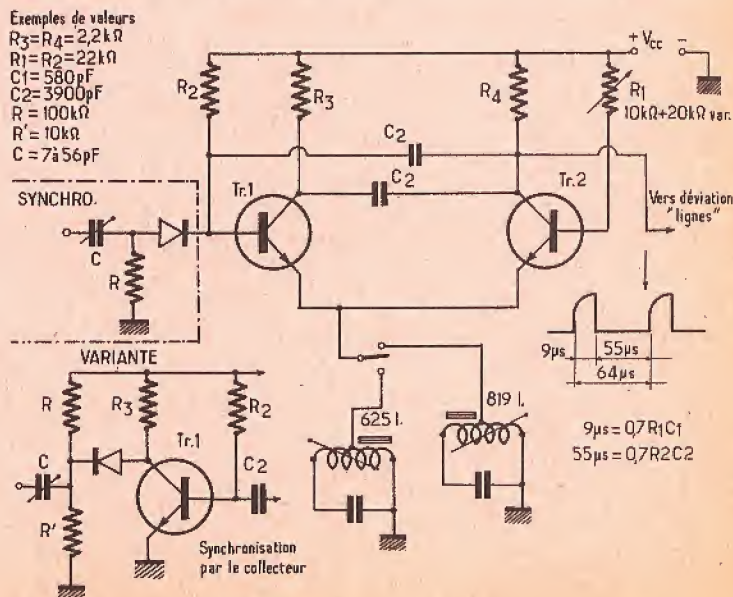 Exemples de valeurs
R3=R4=2,2kΩ
R1=R2=22kΩ
C1=580pF
C2=3900pF
R=100kΩ
R'=10kΩ
C=7à56pF
+ Vcc -
R2
R3
R4
R1
10kΩ+20kΩ var.
C2
C2
SYNCHRO.
Tr.1
Tr.2
Vers déviation
"lignes"
C
R
9µs
55µs
64µs
VARIANTE
R
R3
R2
Tr.1
C
C2
R'
625 l.
819 l.
9µs=0,7R1C1
55µs=0,7R2C2
Synchronisation
par le collecteur